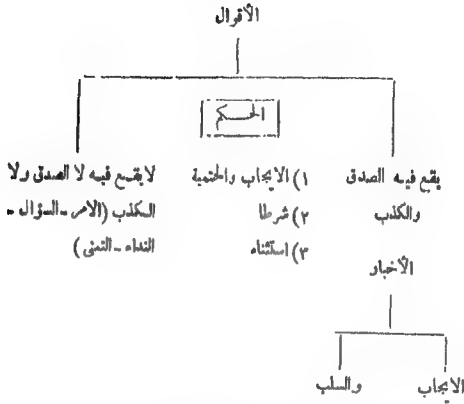 الأقوال
الحكم
يقع فيه الصدق
والكذب
الأخبار
١) الايجاب والحتمية
٢) شرطا
٣) استثناء
لا يقع فيه لا الصدق ولا
الكذب (الامر - السؤال -
النداء - التمنى)
الايجاب
والسلب